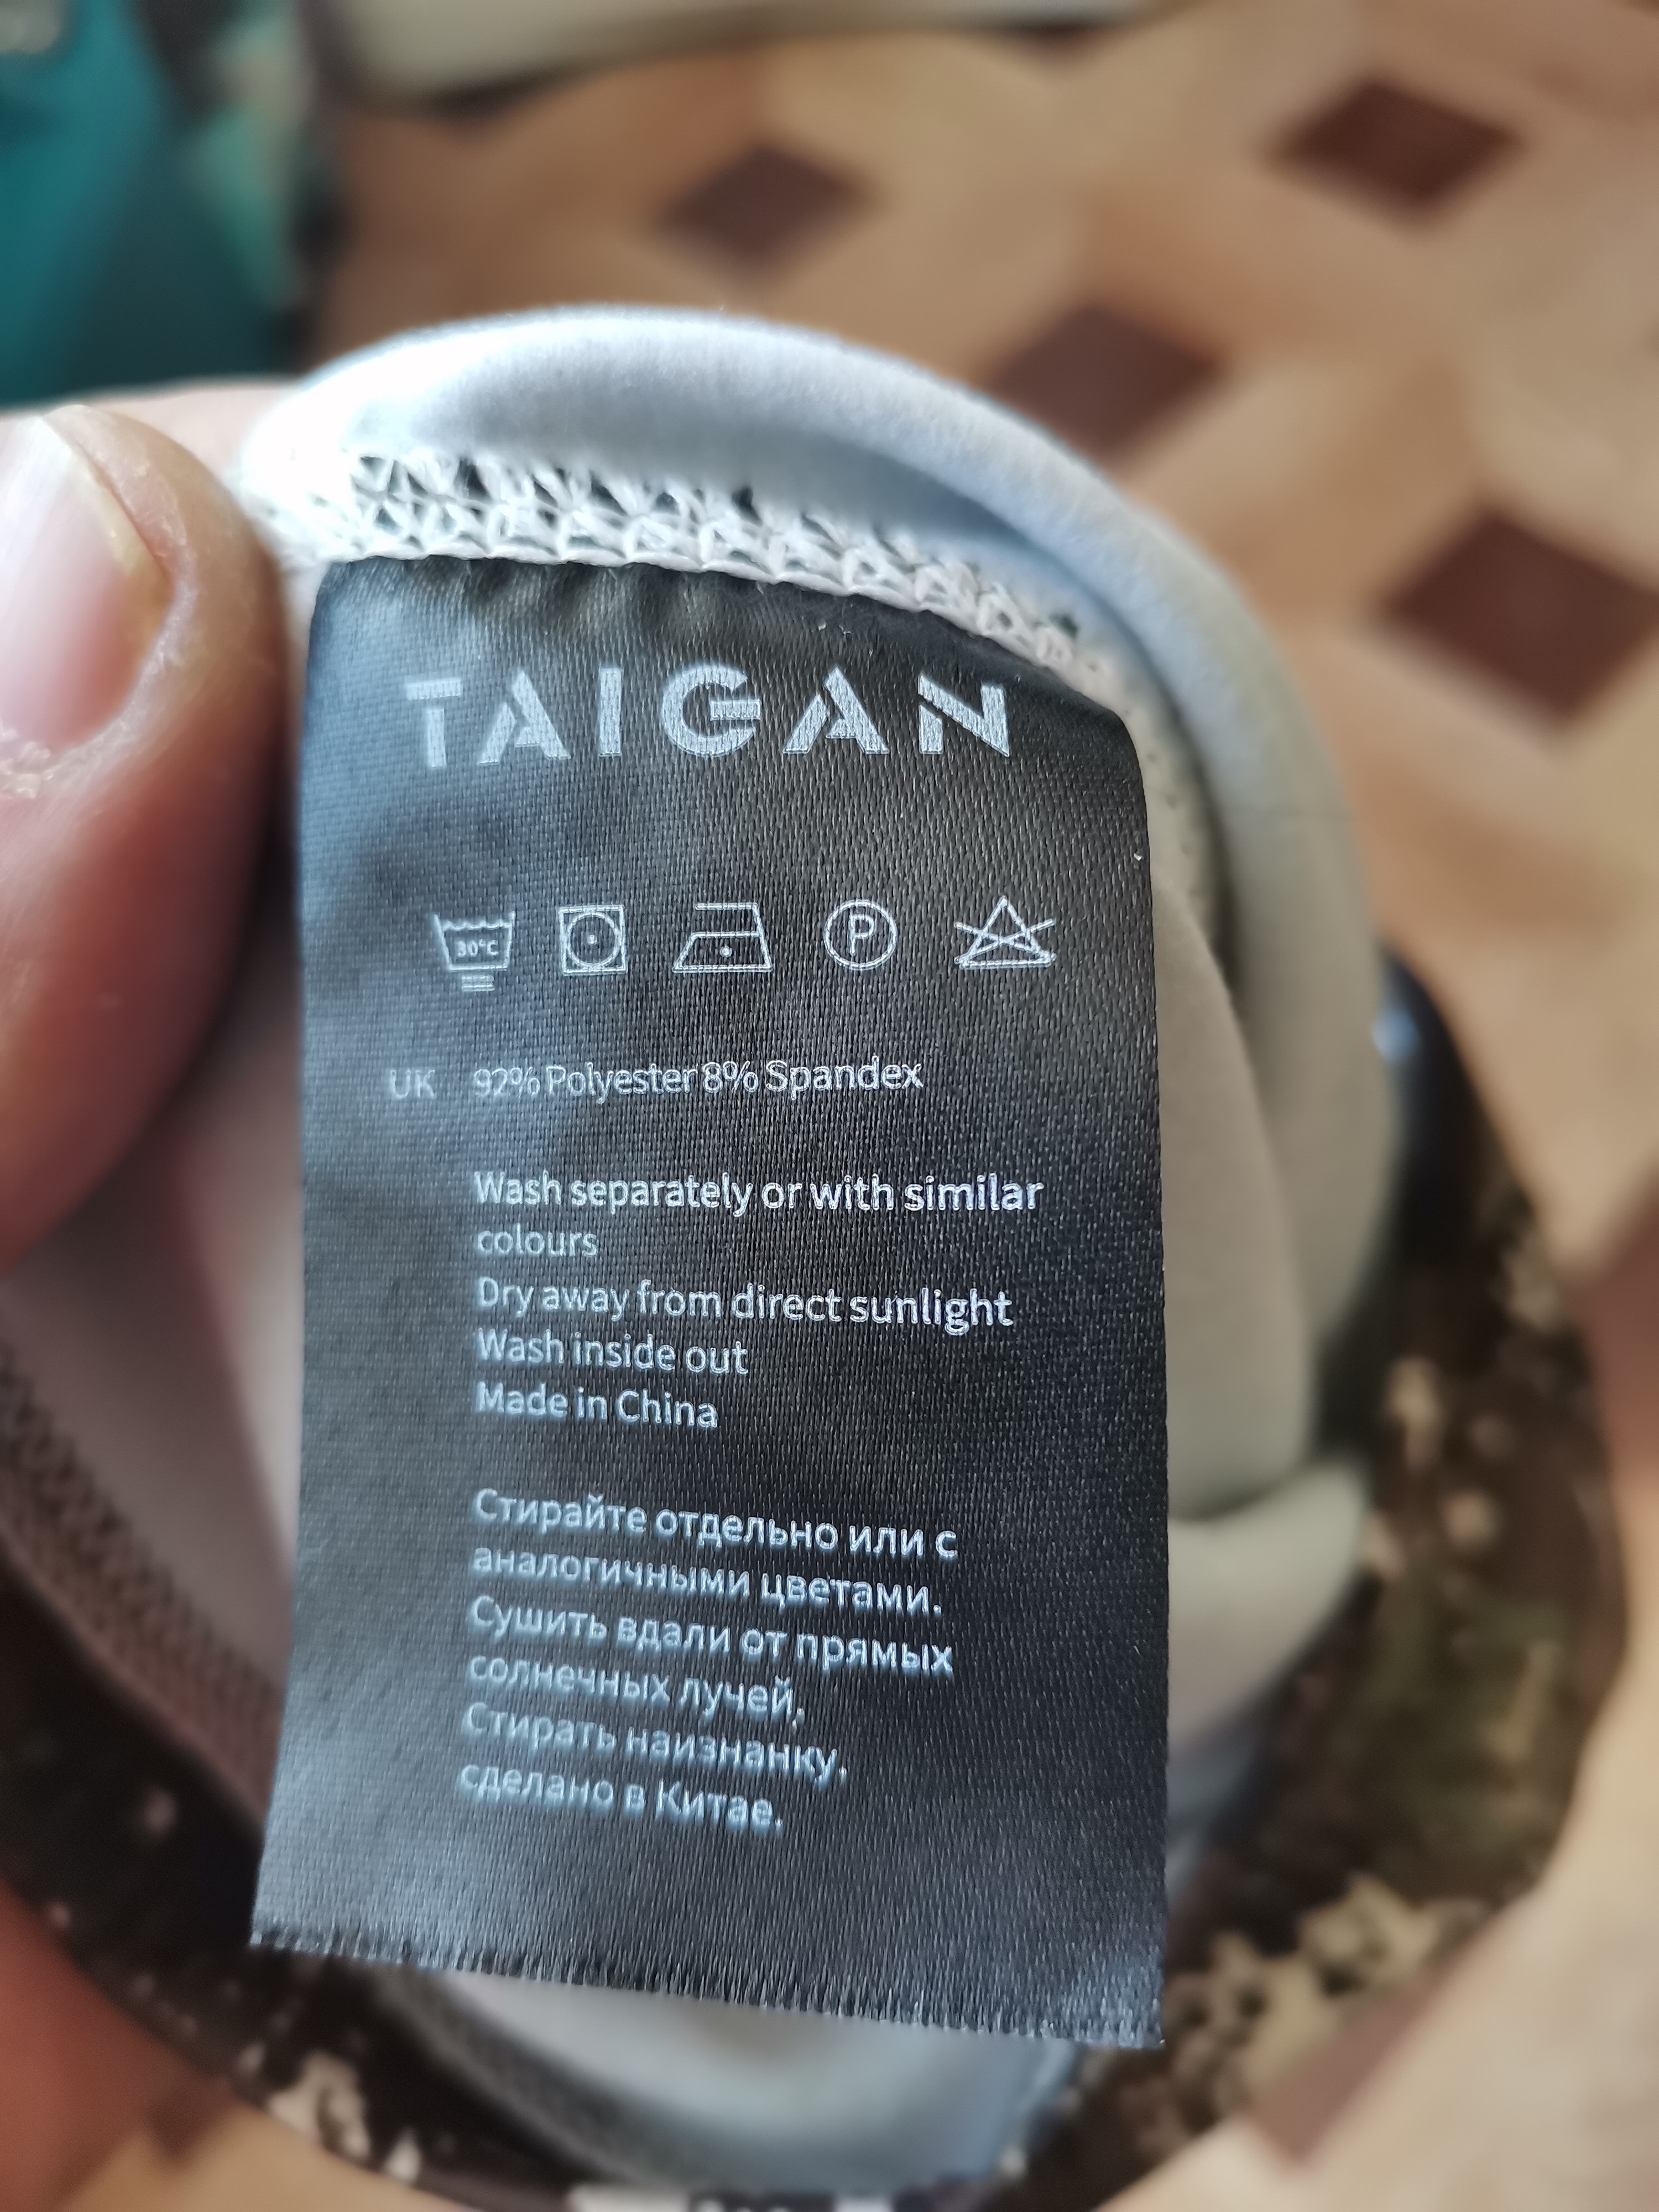 TAIGAN
30°C
P
UK 92% Polyester 8% Spandex
Wash separately or with similar
colours
Dry away from direct sunlight
Wash inside out
Made in China
Стирайте отдельно или с
аналогичными цветами.
Сушить вдали от прямых
солнечных лучей.
Стирать наизнанку.
сделано в Китае.